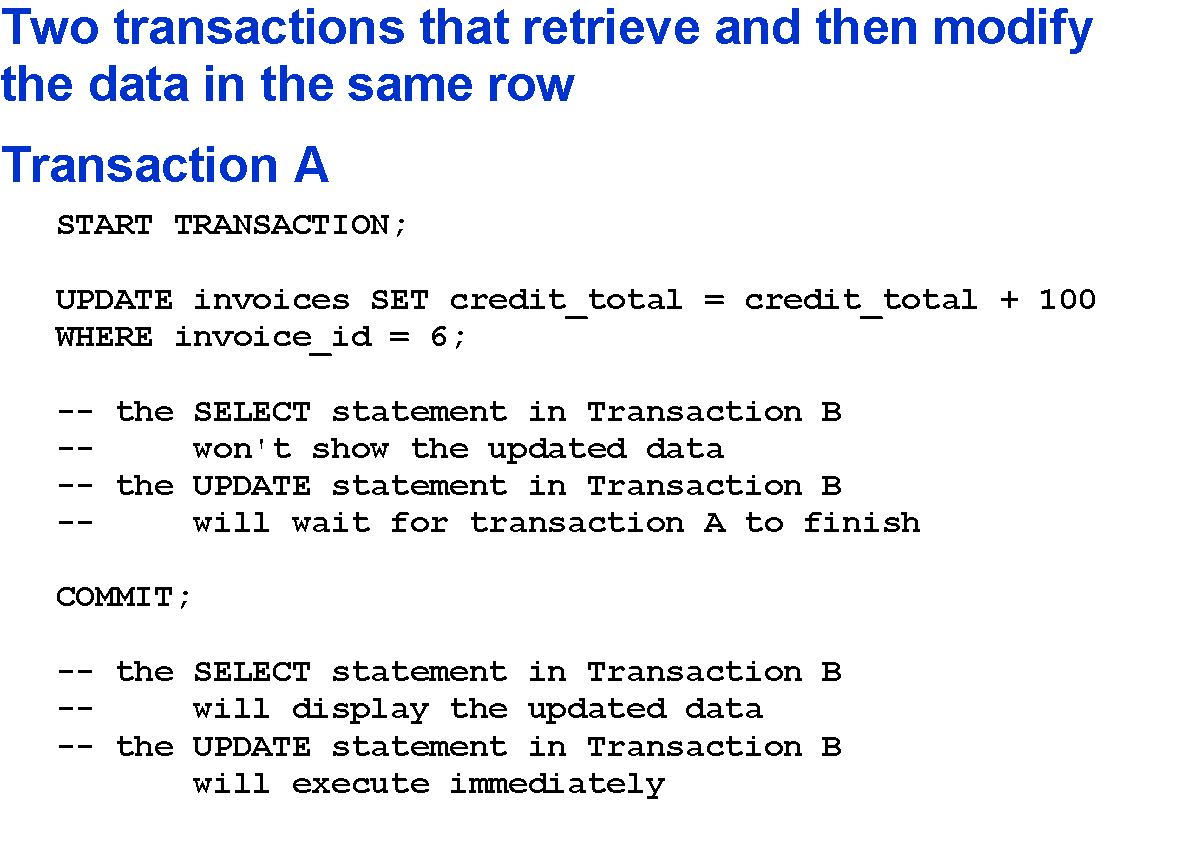 Two transactions that retrieve and then modify
the data in the same row
Transaction A
START TRANSACTION;
UPDATE invoices SET credit_total = credit_total + 100
WHERE invoice_id = 6;
-- the SELECT statement in Transaction B
-- won't show the updated data
-- the UPDATE statement in Transaction B
-- will wait for transaction A to finish
COMMIT;
-- the SELECT statement in Transaction B
-- will display the updated data
-- the UPDATE statement in Transaction B
will execute immediately